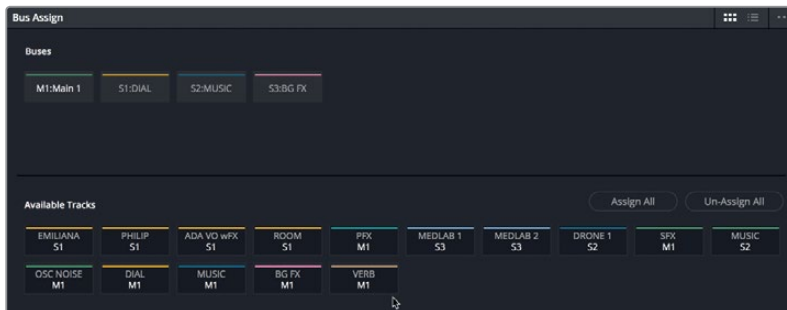 Bus Assign
Buses
M1:Main 1 S1:DIAL S2:MUSIC S3:BG FX
Available Tracks Assign All Un-Assign All
EMILIANA PHILIP ADA VO wFX ROOM PFX MEDLAB 1 MEDLAB 2 DRONE 1 SFX MUSIC
S1 S1 S1 S1 M1 S3 S3 S2 M1 S2
OSC NOISE DIAL MUSIC BG FX VERB
M1 M1 M1 M1 M1